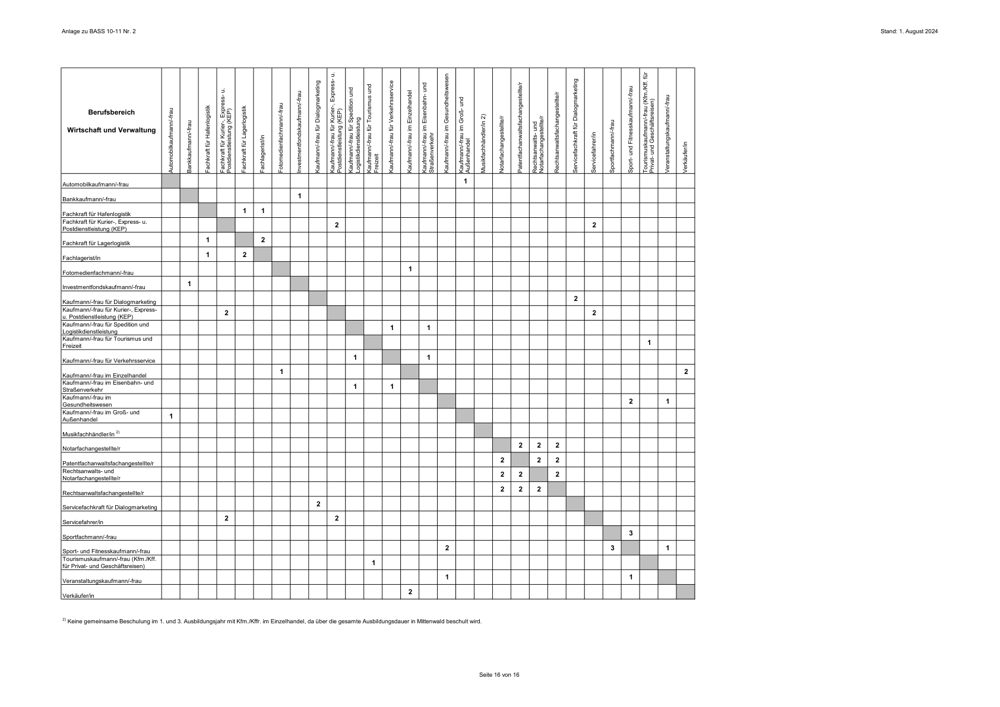 Anlage zu BASS 10-11 Nr. 2
Stand: 1. August 2024
Berufsbereich
Wirtschaft und Verwaltung
Automobilkaufmann/-frau
Bankkaufmann/-frau
Fachkraft für Hafenlogistik
Fachkraft für Kurier-, Express- u.
Postdienstleistung (KEP)
Fachkraft für Lagerlogistik
Fachlagerist/in
Fotomedienfachmann/-frau
Investmentfondskaufmann/-frau
Kaufmann/-frau für Dialogmarketing
Kaufmann/-frau für Kurier-, Express- u.
Postdienstleistung (KEP)
Kaufmann/-frau für Spedition und
Logistikdienstleistung
Kaufmann/-frau für Tourismus und
Freizeit
Kaufmann/-frau für Verkehrsservice
Kaufmann/-frau im Einzelhandel
Kaufmann/-frau im Eisenbahn- und
Straßenverkehr
Kaufmann/-frau im Gesundheitswesen
Kaufmann/-frau im Groß- und
Außenhandel
Musikfachhändler/in 2)
Notarfachangestellte/r
Patentfachanwaltsfachangestellte/r
Rechtsanwalts- und
Notarfachangestellte/r
Rechtsanwaltsfachangestellte/r
Servicefachkraft für Dialogmarketing
Servicefahrer/in
Sportfachmann/-frau
Sport- und Fitnesskaufmann/-frau
Tourismuskaufmann/-frau (Kfm./Kff. für
Privat- und Geschäftsreisen)
Veranstaltungskaufmann/-frau
Verkäufer/in
Automobilkaufmann/-frau 1
Bankkaufmann/-frau 1
Fachkraft für Hafenlogistik 1 1
Fachkraft für Kurier-, Express- u.
Postdienstleistung (KEP) 2 2
Fachkraft für Lagerlogistik 1 2
Fachlagerist/in 1 2
Fotomedienfachmann/-frau 1
Investmentfondskaufmann/-frau 1
Kaufmann/-frau für Dialogmarketing 2
Kaufmann/-frau für Kurier-, Express-
u. Postdienstleistung (KEP) 2 2
Kaufmann/-frau für Spedition und
Logistikdienstleistung 1 1
Kaufmann/-frau für Tourismus und
Freizeit 1
Kaufmann/-frau für Verkehrsservice 1 1
Kaufmann/-frau im Einzelhandel 1 2
Kaufmann/-frau im Eisenbahn- und
Straßenverkehr 1 1
Kaufmann/-frau im
Gesundheitswesen 2 1
Kaufmann/-frau im Groß- und
Außenhandel 1
Musikfachhändler/in 2)
Notarfachangestellte/r 2 2 2
Patentfachanwaltsfachangestellte/r 2 2 2
Rechtsanwalts- und
Notarfachangestellte/r 2 2 2
Rechtsanwaltsfachangestellte/r 2 2 2
Servicefachkraft für Dialogmarketing 2
Servicefahrer/in 2 2
Sportfachmann/-frau 3
Sport- und Fitnesskaufmann/-frau 2 3 1
Tourismuskaufmann/-frau (Kfm./Kff.
für Privat- und Geschäftsreisen) 1
Veranstaltungskaufmann/-frau 1 1
Verkäufer/in 2
2) Keine gemeinsame Beschulung im 1. und 3. Ausbildungsjahr mit Kfm./Kffr. im Einzelhandel, da über die gesamte Ausbildungsdauer in Mittenwald beschult wird.
Seite 16 von 16